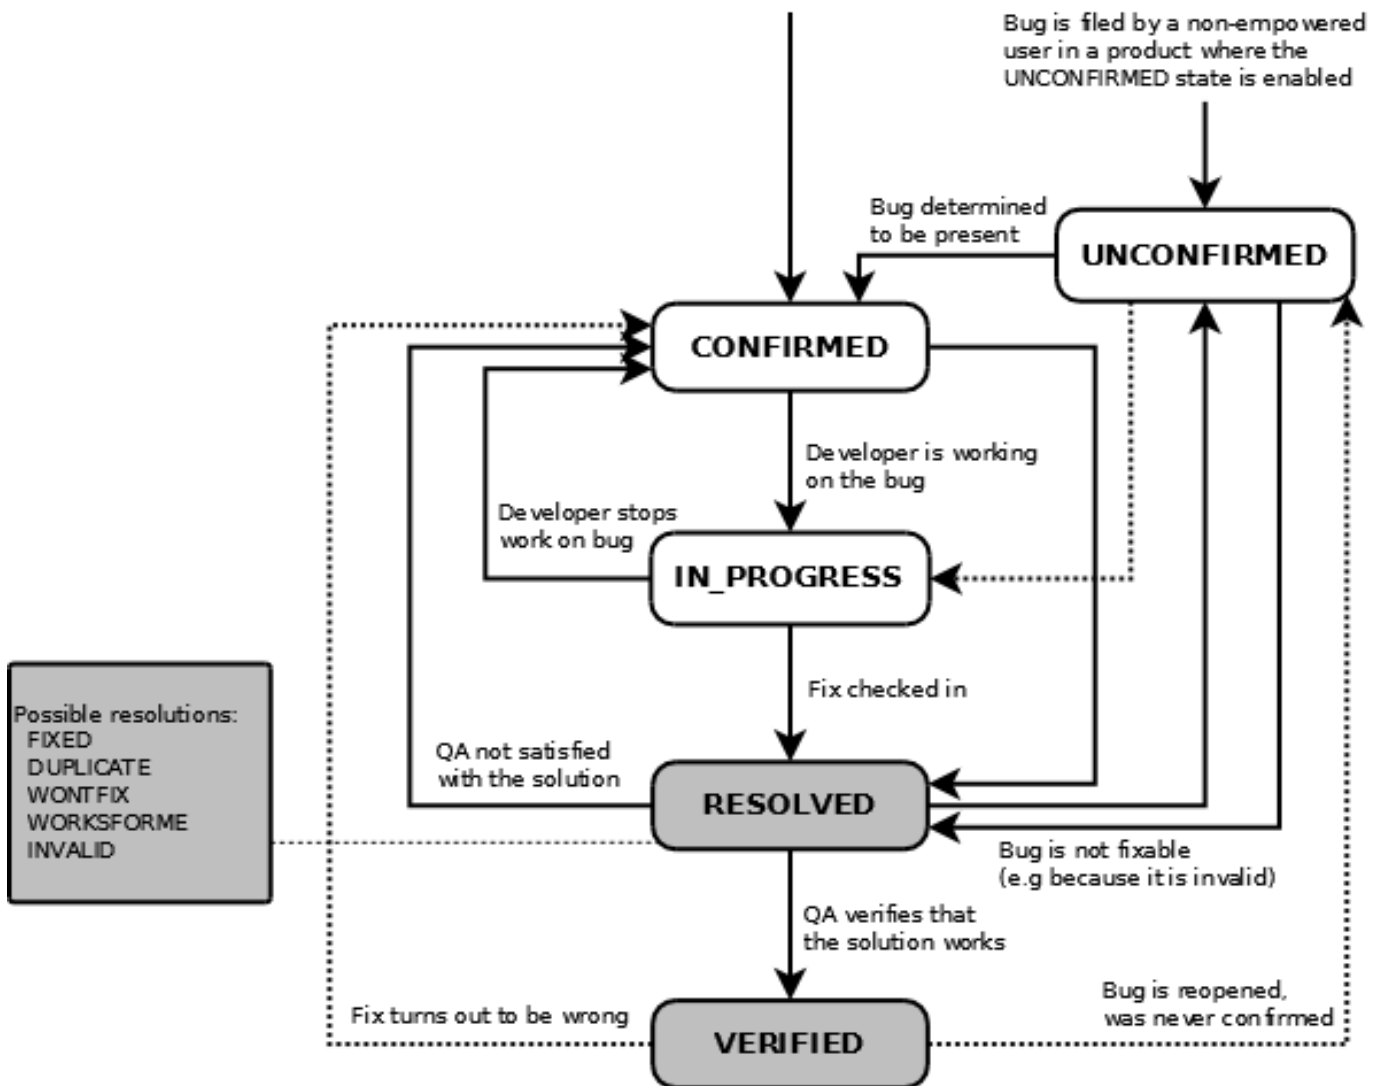 Bug is filed by a non-empowered
user in a product where the
UNCONFIRMED state is enabled
Bug determined
to be present
UNCONFIRMED
CONFIRMED
Developer is working
on the bug
Developer stops
work on bug
IN_PROGRESS
Fix checked in
Possible resolutions:
FIXED
DUPLICATE
WONTFIX
WORKSFORME
INVALID
QA not satisfied
with the solution
RESOLVED
Bug is not fixable
(e.g because it is invalid)
QA verifies that
the solution works
Fix turns out to be wrong
VERIFIED
Bug is reopened,
was never confirmed